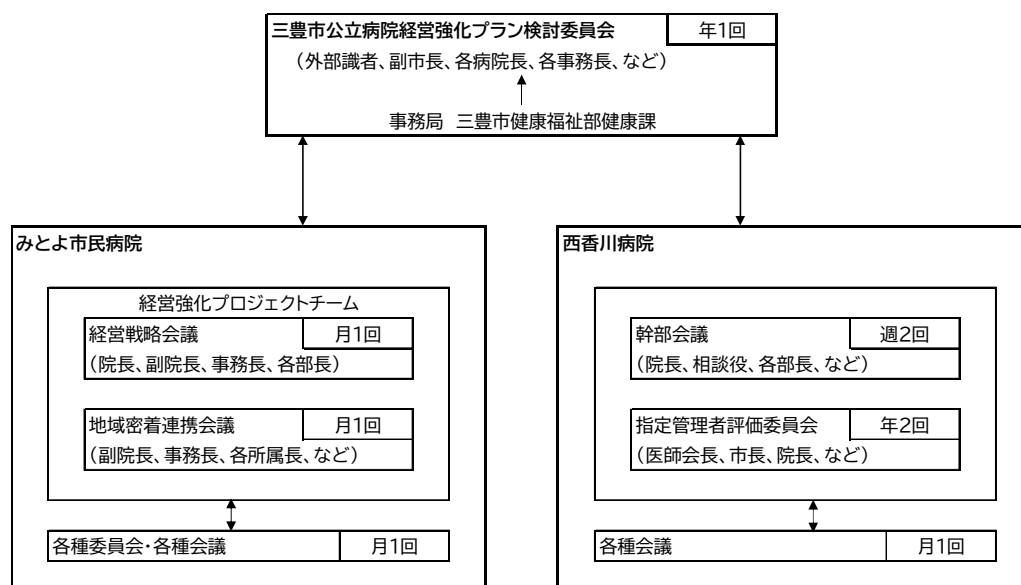 三豊市公立病院経営強化プラン検討委員会 年1回
（外部識者、副市長、各病院長、各事務長、など）
事務局 三豊市健康福祉部健康課
みとよ市民病院
経営強化プロジェクトチーム
経営戦略会議 月1回
（院長、副院長、事務長、各部長）
地域密着連携会議 月1回
（副院長、事務長、各所属長、など）
各種委員会・各種会議 月1回
西香川病院
幹部会議 週2回
（院長、相談役、各部長、など）
指定管理者評価委員会 年2回
（医師会長、市長、院長、など）
各種会議 月1回